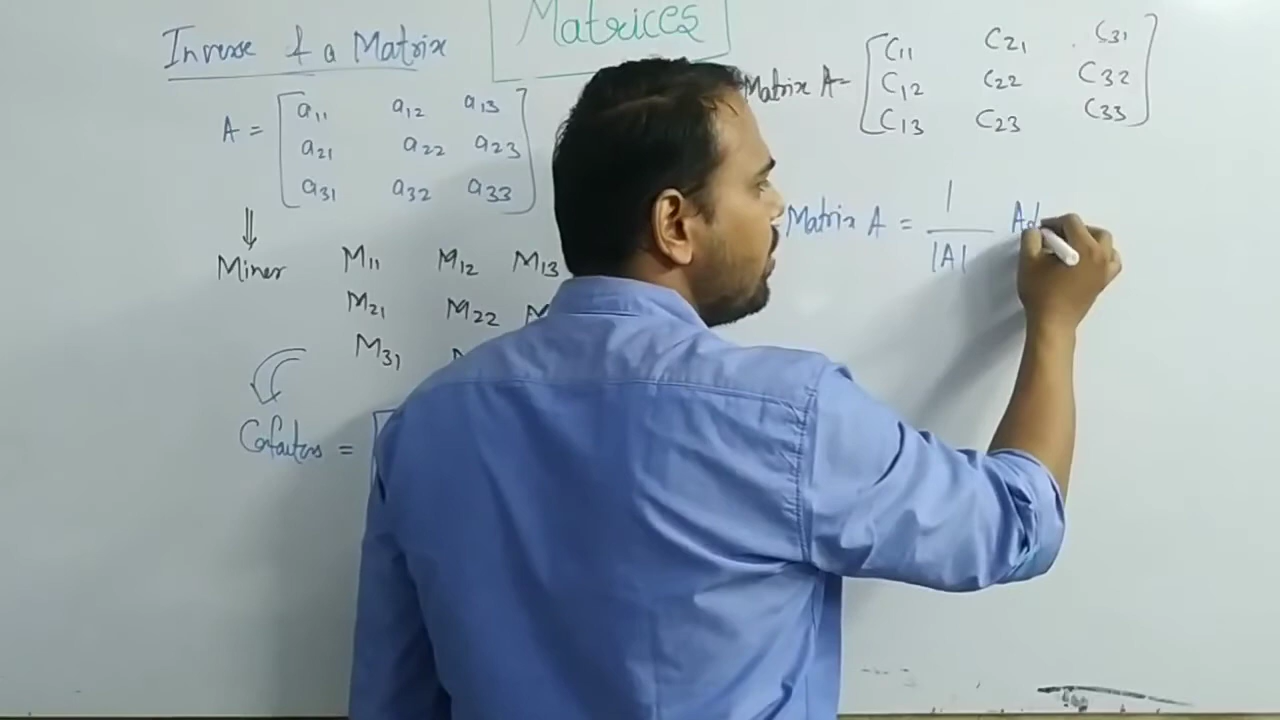 Matrices
Inverse of a Matrix
A = [ a11 a12 a13
a21 a22 a23
a31 a32 a33 ]
⇓
Minor M11 M12 M13
M21 M22
M31
Cofactors = [
Matrix A = [ C11 C21 C31
C12 C22 C32
C13 C23 C33 ]
Matrix A = 1
|A| Ad